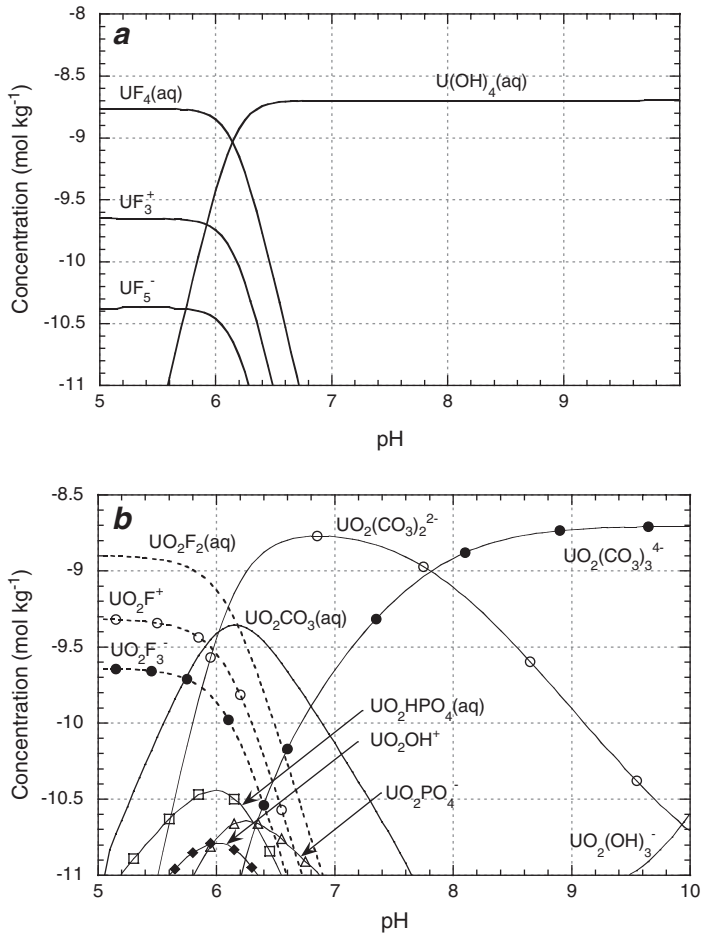 a
-8
-8.5
-9
-9.5
-10
-10.5
-11
Concentration (mol kg⁻¹)
UF₄(aq)
U(OH)₄(aq)
UF₃⁺
UF₅⁻
5 6 7 8 9
pH
b
-8.5
-9
-9.5
-10
-10.5
-11
Concentration (mol kg⁻¹)
UO₂(CO₃)₂²⁻
UO₂F₂(aq)
UO₂(CO₃)₃⁴⁻
UO₂F⁺
UO₂CO₃(aq)
UO₂F₃⁻
UO₂HPO₄(aq)
UO₂OH⁺
UO₂PO₄⁻
UO₂(OH)₃⁻
5 6 7 8 9 10
pH